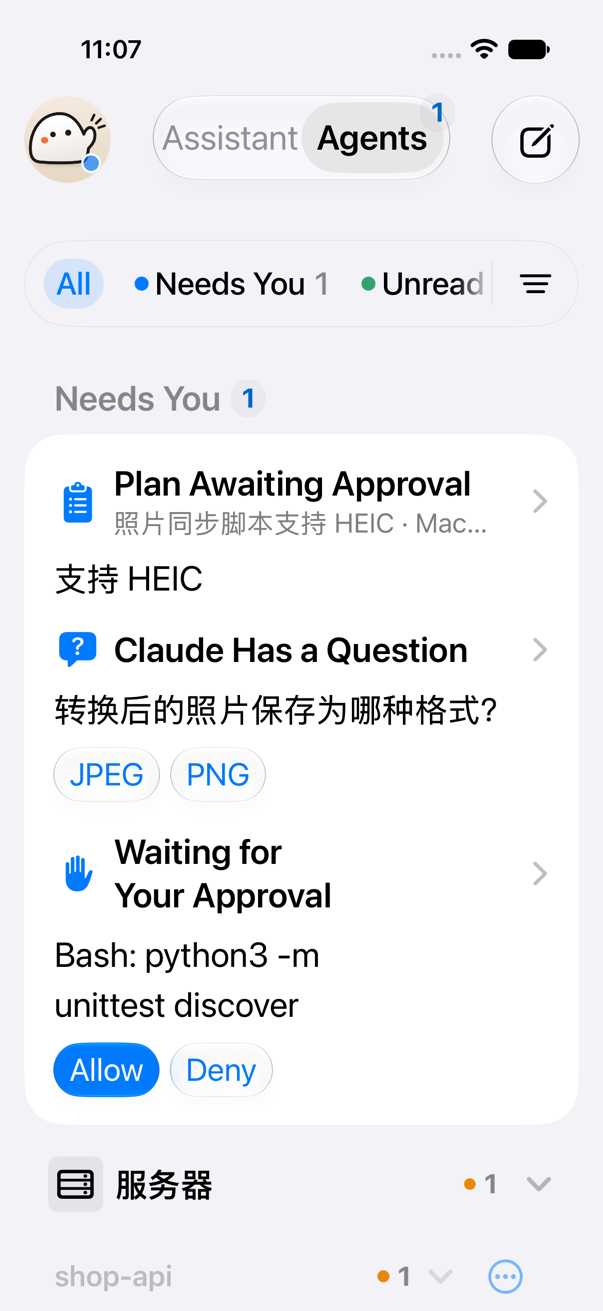 11:07
Assistant
Agents
1
All
Needs You 1
Unread
Needs You 1
Plan Awaiting Approval
照片同步脚本支持 HEIC · Mac...
支持 HEIC
Claude Has a Question
转换后的照片保存为哪种格式?
JPEG
PNG
Waiting for
Your Approval
Bash: python3 -m
unittest discover
Allow
Deny
服务器
1
shop-api
1